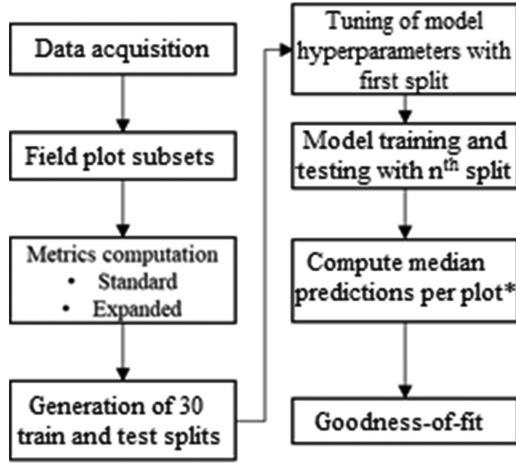 Data acquisition
Field plot subsets
Metrics computation
• Standard
• Expanded
Generation of 30
train and test splits
Tuning of model
hyperparameters with
first split
Model training and
testing with nth split
Compute median
predictions per plot*
Goodness-of-fit